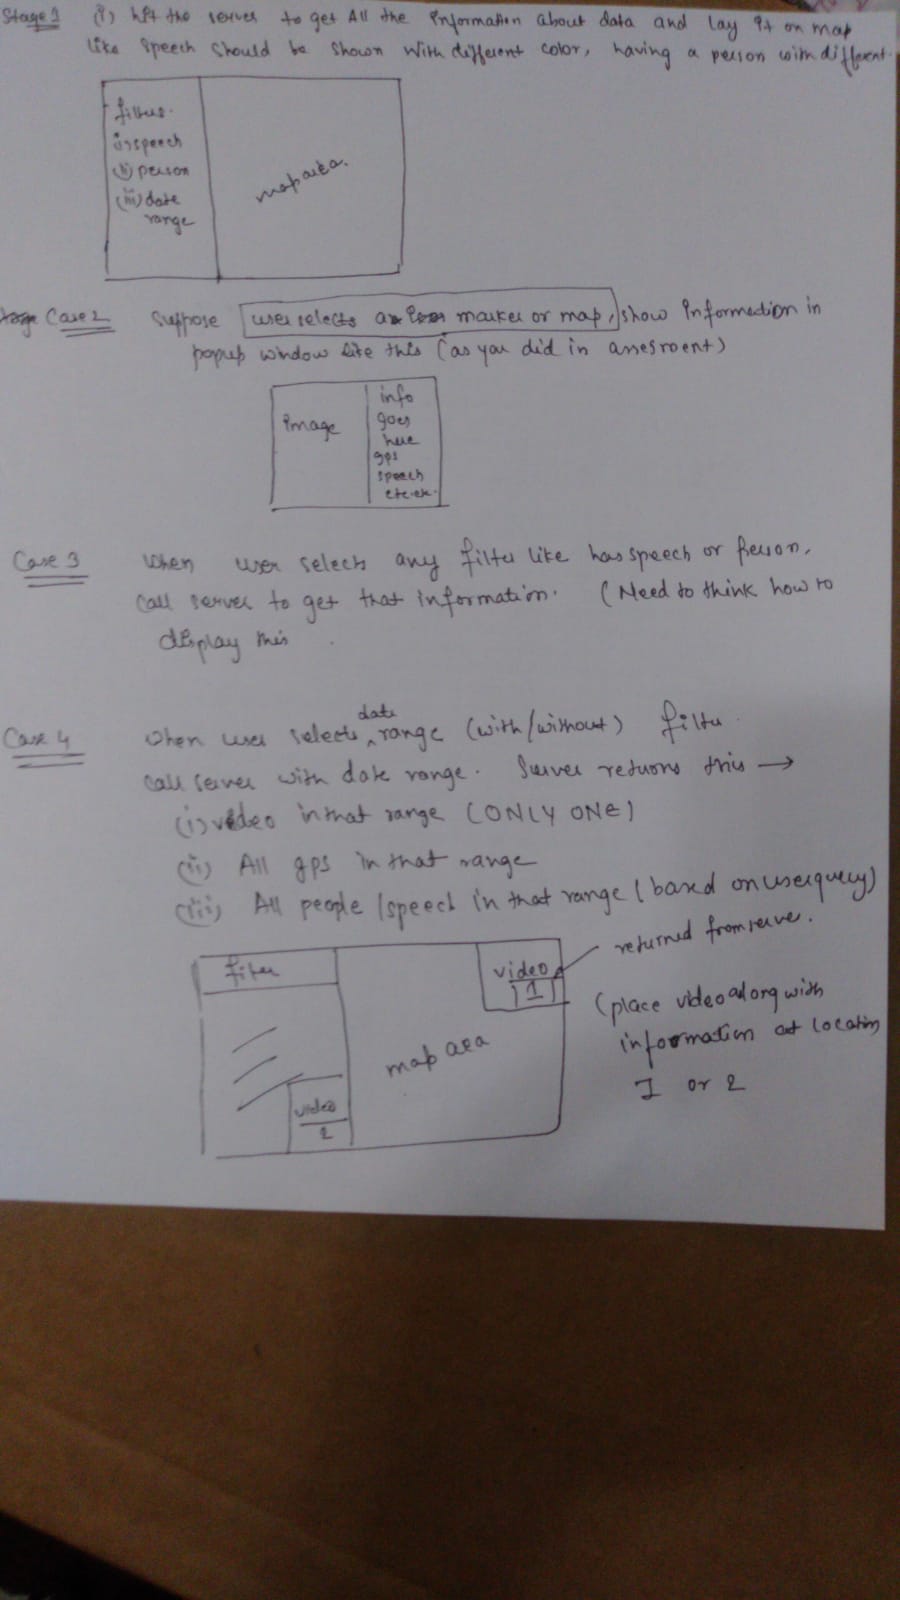 Stage 1 (i) hit the server to get All the Information about data and lay it on map
like speech should be shown with different color, having a person with different
filters.
(i) speech
(ii) person
(iii) date
range
map area.
Case 2 Suppose user selects a marker or map, show Information in
popup window like this (as you did in assesment)
image
info
goes
here
gps
speech
etc etc.
Case 3 When user selects any filter like has speech or Person,
call server to get that information. (Need to think how to
display this
Case 4 When user selects date range (with/without) filter.
call server with date range. Server returns this →
(i) video in that range (ONLY ONE)
(ii) All gps in that range
(iii) All people /speech in that range (based on userquery)
filter
video
1
returned from server.
map area
(place video along with
information at location
1 or 2
video
2